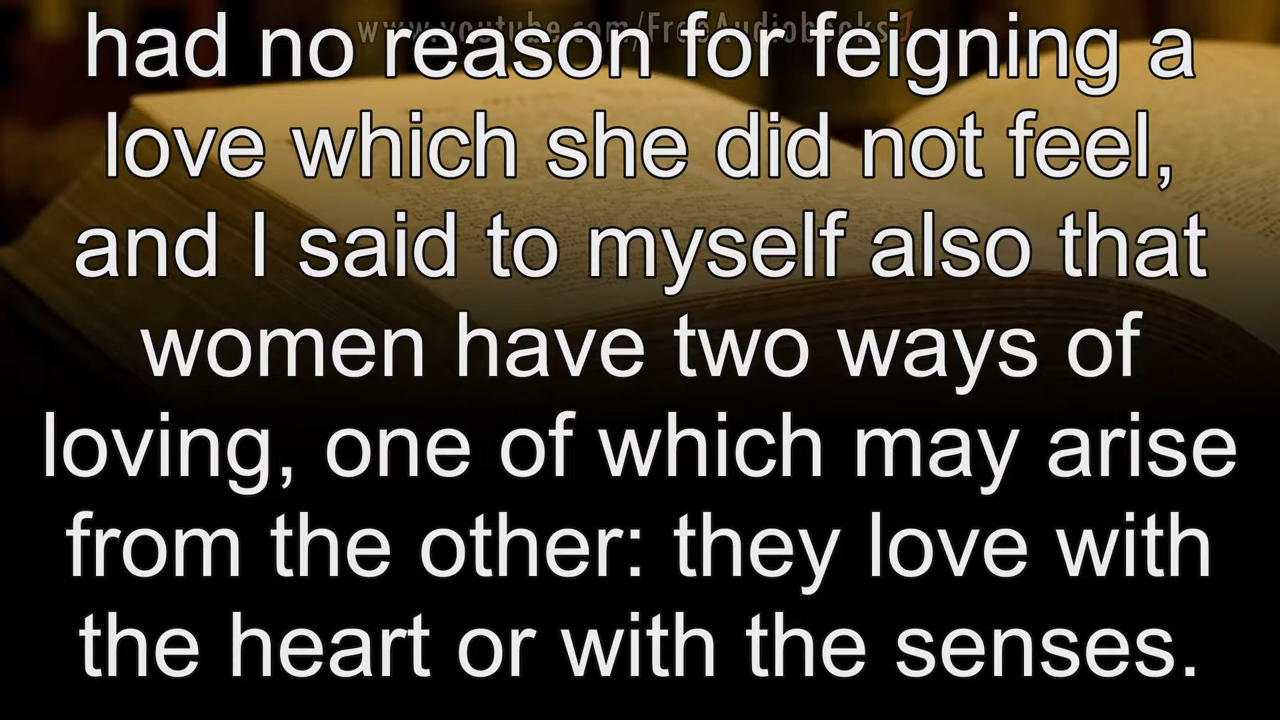 www.youtube.com/FreeAudiobooks
had no reason for feigning a
love which she did not feel,
and I said to myself also that
women have two ways of
loving, one of which may arise
from the other: they love with
the heart or with the senses.